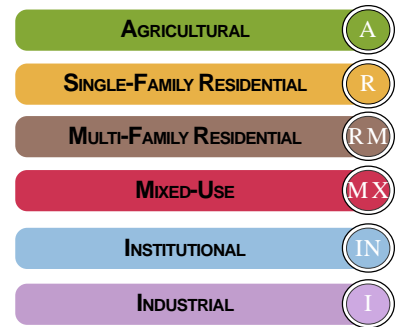 AGRICULTURAL A
SINGLE-FAMILY RESIDENTIAL R
MULTI-FAMILY RESIDENTIAL RM
MIXED-USE MX
INSTITUTIONAL IN
INDUSTRIAL I